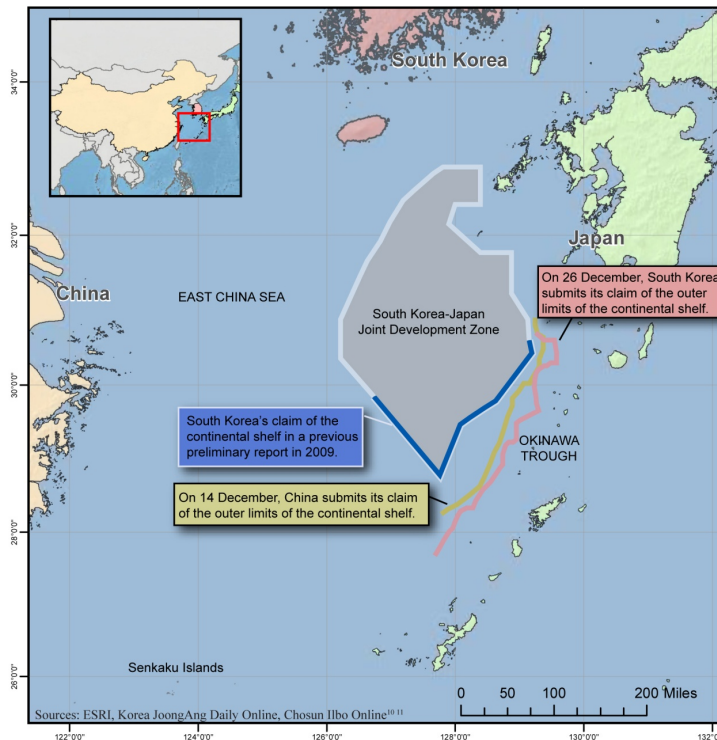 South Korea
34°0'0"
32°0'0"
Japan
On 26 December, South Korea
submits its claim of the outer
limits of the continental shelf.
China
EAST CHINA SEA
South Korea-Japan
Joint Development Zone
30°0'0"
South Korea's claim of the
continental shelf in a previous
preliminary report in 2009.
OKINAWA
TROUGH
On 14 December, China submits its claim
of the outer limits of the continental shelf.
28°0'0"
Senkaku Islands
26°0'0"
0 50 100 200 Miles
Sources: ESRI, Korea JoongAng Daily Online, Chosun Ilbo Online¹⁰ ¹¹
122°0'0" 124°0'0" 126°0'0" 128°0'0" 130°0'0" 132°0'